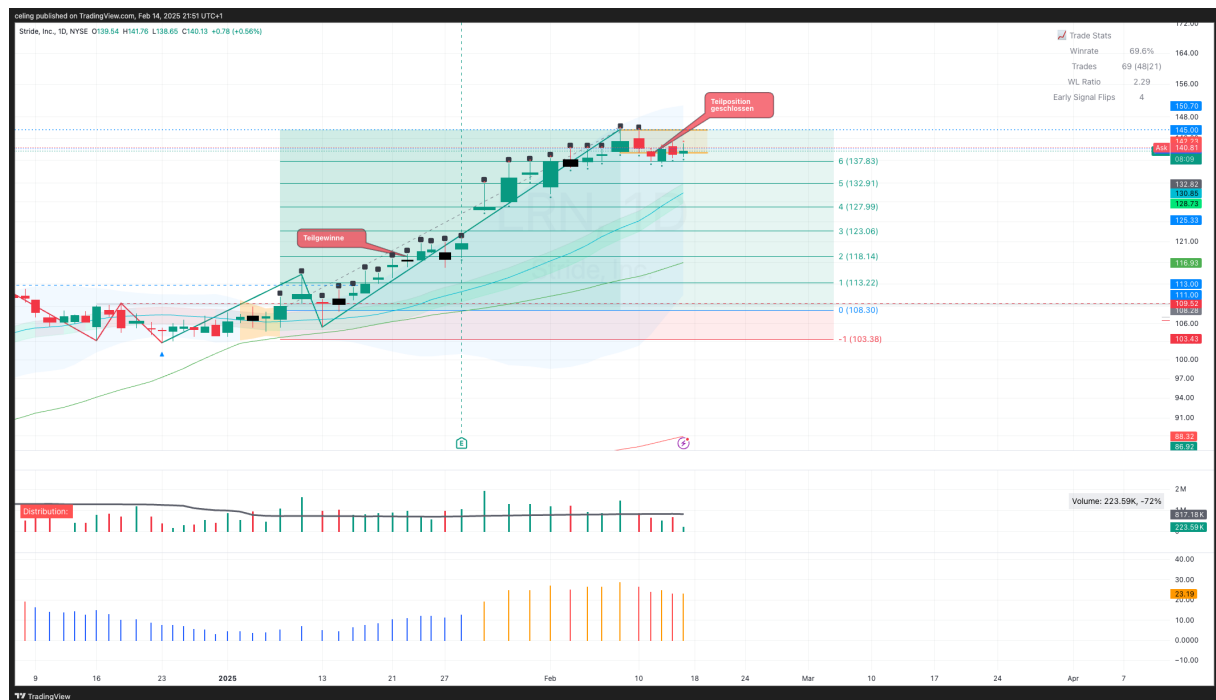 celing published on TradingView.com, Feb 14, 2025 21:51 UTC+1
Stride, Inc., 1D, NYSE O139.54 H141.76 L138.65 C140.13 +0.78 (+0.56%)
Trade Stats
Winrate 69.6%
Trades 69 (48|21)
WL Ratio 2.29
Early Signal Flips 4
172.00
164.00
156.00
150.70
148.00
145.00
142.23
Ask 140.81
08:09
132.82
130.85
128.73
125.33
121.00
116.93
113.00
111.00
109.52
108.28
106.00
103.43
100.00
97.00
94.00
91.00
88.32
86.92
Teilposition
geschlossen
Teilgewinne
6 (137.83)
5 (132.91)
4 (127.99)
3 (123.06)
2 (118.14)
1 (113.22)
0 (108.30)
-1 (103.38)
Stride, Inc.
E
Distribution:
Volume: 223.59K, -72%
2 M
817.18K
223.59K
40.00
30.00
23.19
20.00
10.00
0.0000
−10.00
9 16 23 2025 13 21 27 Feb 10 18 24 Mar 10 17 24 Apr 7
TradingView